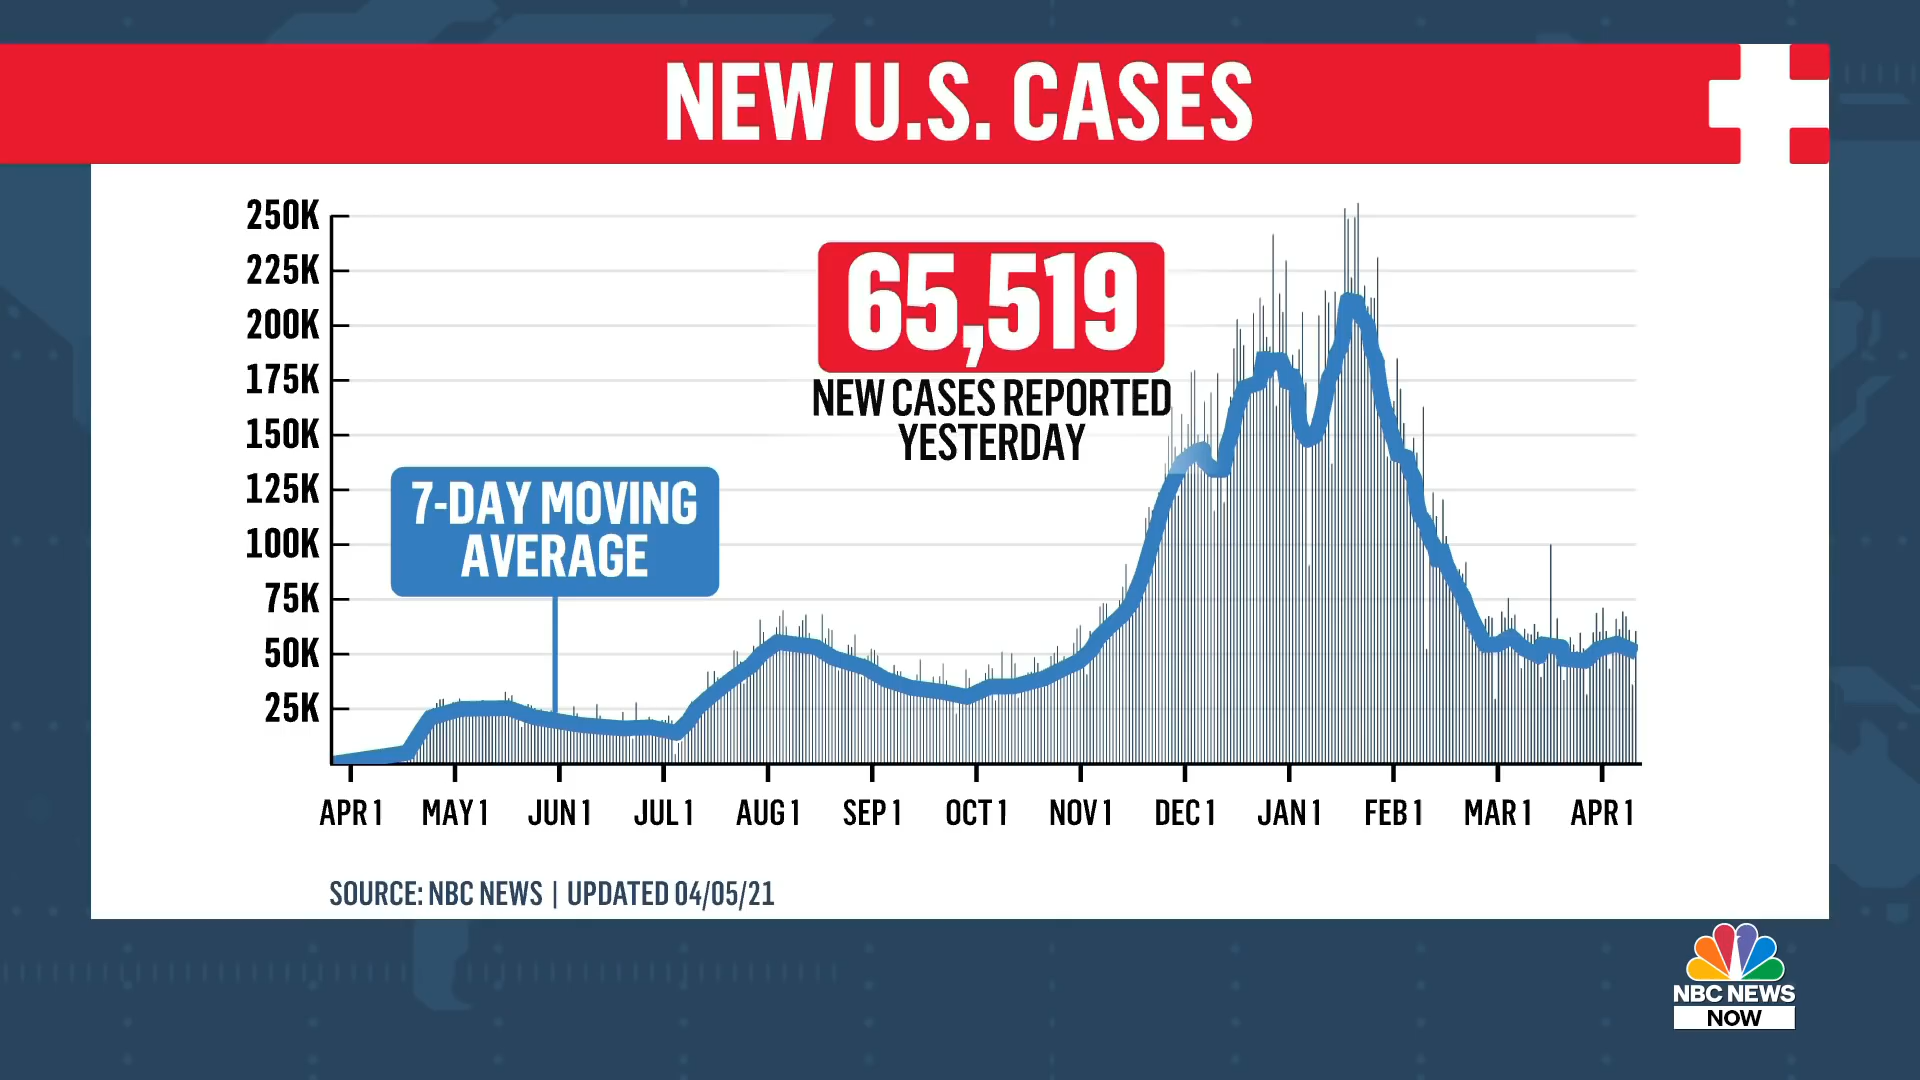 NEW U.S. CASES
250K
225K
200K
175K
150K
125K
100K
75K
50K
25K
65,519
NEW CASES REPORTED
YESTERDAY
7-DAY MOVING
AVERAGE
APR 1 MAY 1 JUN 1 JUL 1 AUG 1 SEP 1 OCT 1 NOV 1 DEC 1 JAN 1 FEB 1 MAR 1 APR 1
SOURCE: NBC NEWS | UPDATED 04/05/21
NBC NEWS
NOW